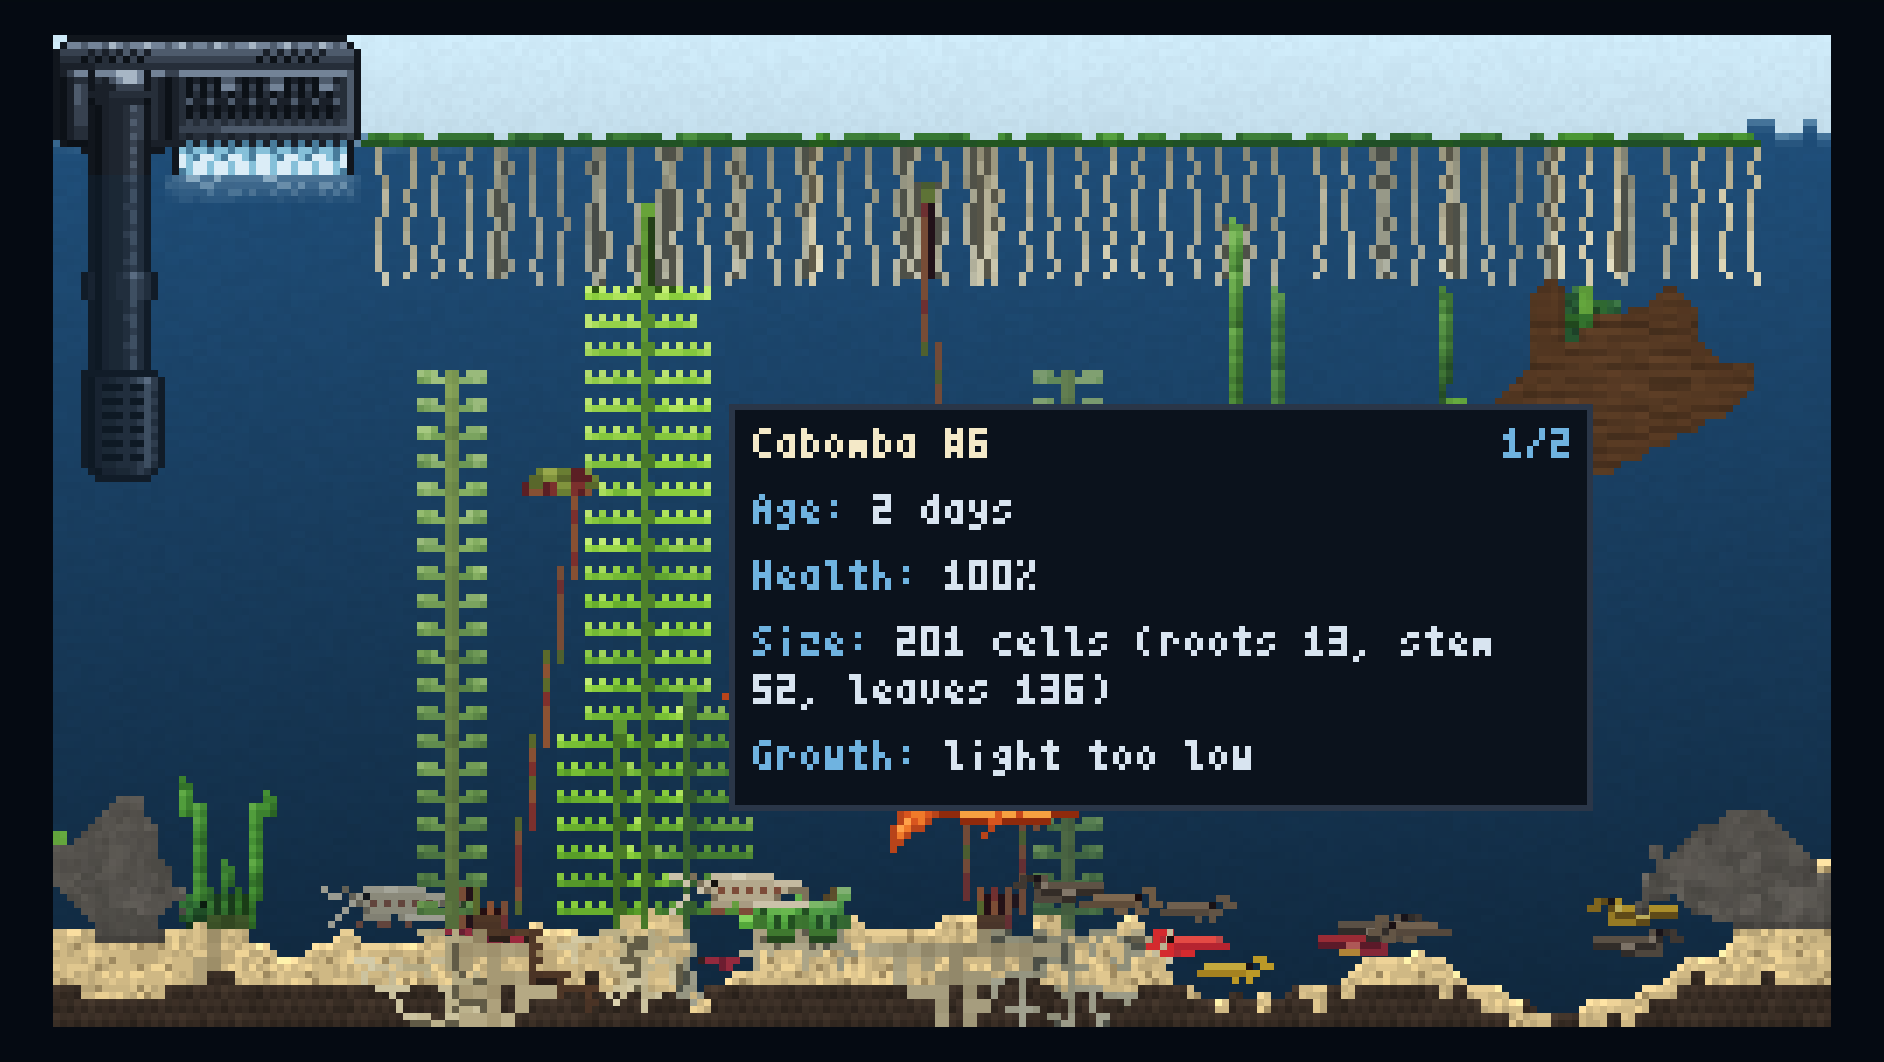 Cabomba #6 1/2
Age: 2 days
Health: 100%
Size: 201 cells (roots 13, stem
52, leaves 136)
Growth: light too low